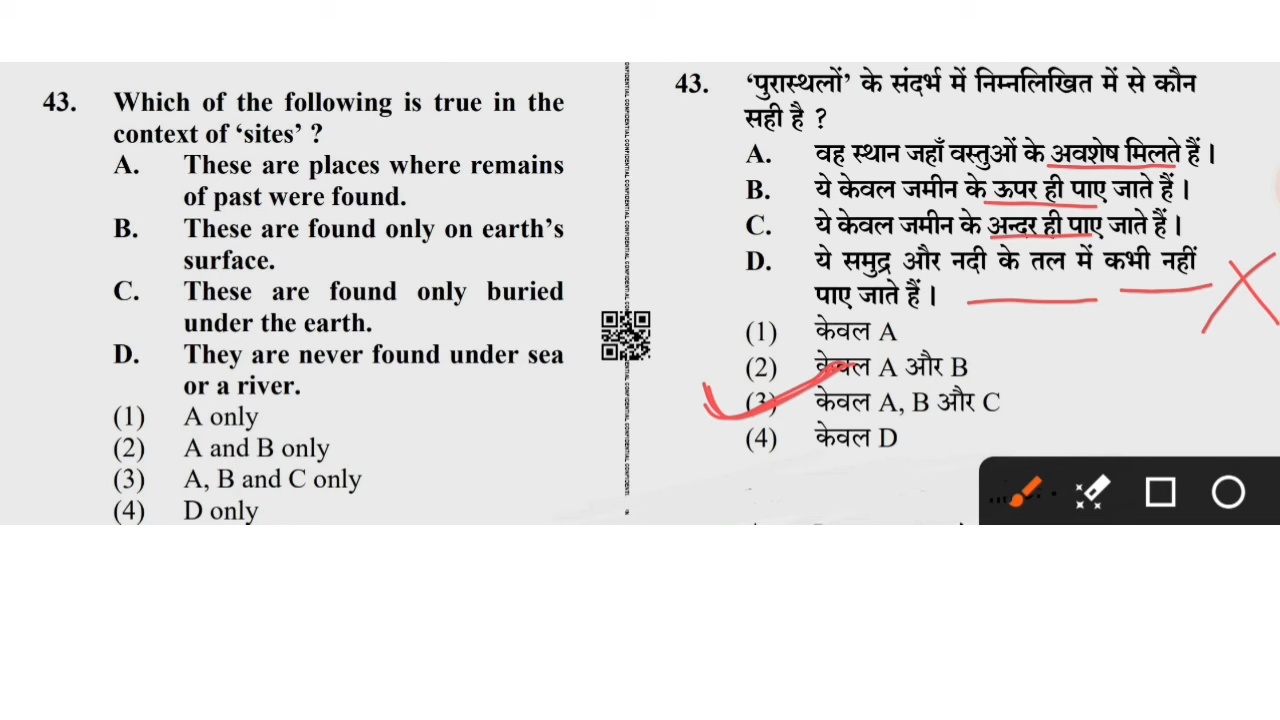 43. Which of the following is true in the
context of ‘sites’ ?
A. These are places where remains
of past were found.
B. These are found only on earth’s
surface.
C. These are found only buried
under the earth.
D. They are never found under sea
or a river.
(1) A only
(2) A and B only
(3) A, B and C only
(4) D only
43. ‘पुरास्थलों’ के संदर्भ में निम्नलिखित में से कौन
सही है ?
A. वह स्थान जहाँ वस्तुओं के अवशेष मिलते हैं।
B. ये केवल जमीन के ऊपर ही पाए जाते हैं।
C. ये केवल जमीन के अन्दर ही पाए जाते हैं।
D. ये समुद्र और नदी के तल में कभी नहीं
पाए जाते हैं।
(1) केवल A
(2) केवल A और B
(3) केवल A, B और C
(4) केवल D